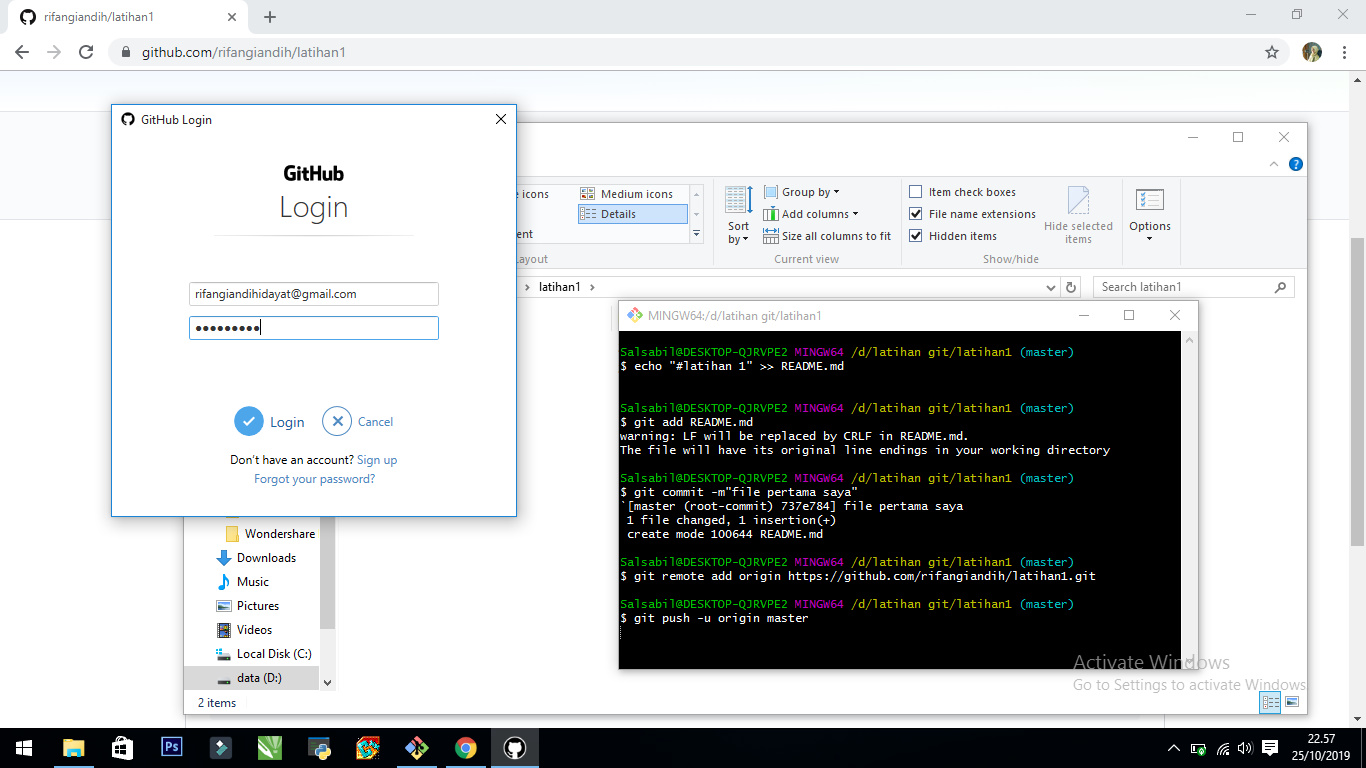 rifangiandih/latihan1
github.com/rifangiandih/latihan1
GitHub Login
GitHub
Login
rifangiandihidayat@gmail.com
Login
Cancel
Don't have an account? Sign up
Forgot your password?
e icons
Medium icons
Details
ent
ayout
Sort
by
Group by
Add columns
Size all columns to fit
Current view
Item check boxes
File name extensions
Hidden items
Hide selected
items
Show/hide
Options
latihan1
Search latihan1
Wondershare
Downloads
Music
Pictures
Videos
Local Disk (C:)
data (D:)
2 items
MINGW64:/d/latihan git/latihan1
Salsabil@DESKTOP-QJRVPE2 MINGW64 /d/latihan git/latihan1 (master)
$ echo "#latihan 1" >> README.md
Salsabil@DESKTOP-QJRVPE2 MINGW64 /d/latihan git/latihan1 (master)
$ git add README.md
warning: LF will be replaced by CRLF in README.md.
The file will have its original line endings in your working directory
Salsabil@DESKTOP-QJRVPE2 MINGW64 /d/latihan git/latihan1 (master)
$ git commit -m"file pertama saya"
`[master (root-commit) 737e784] file pertama saya
1 file changed, 1 insertion(+)
create mode 100644 README.md
Salsabil@DESKTOP-QJRVPE2 MINGW64 /d/latihan git/latihan1 (master)
$ git remote add origin https://github.com/rifangiandih/latihan1.git
Salsabil@DESKTOP-QJRVPE2 MINGW64 /d/latihan git/latihan1 (master)
$ git push -u origin master
Activate Windows
Go to Settings to activate Windows.
Ps
22.57
25/10/2019